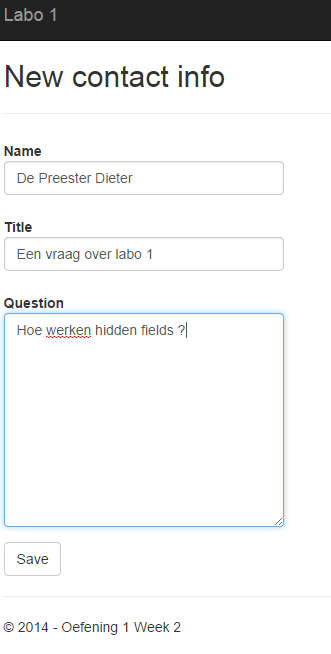 Labo 1
New contact info
Name
De Preester Dieter
Title
Een vraag over labo 1
Question
Hoe werken hidden fields ?
Save
© 2014 - Oefening 1 Week 2